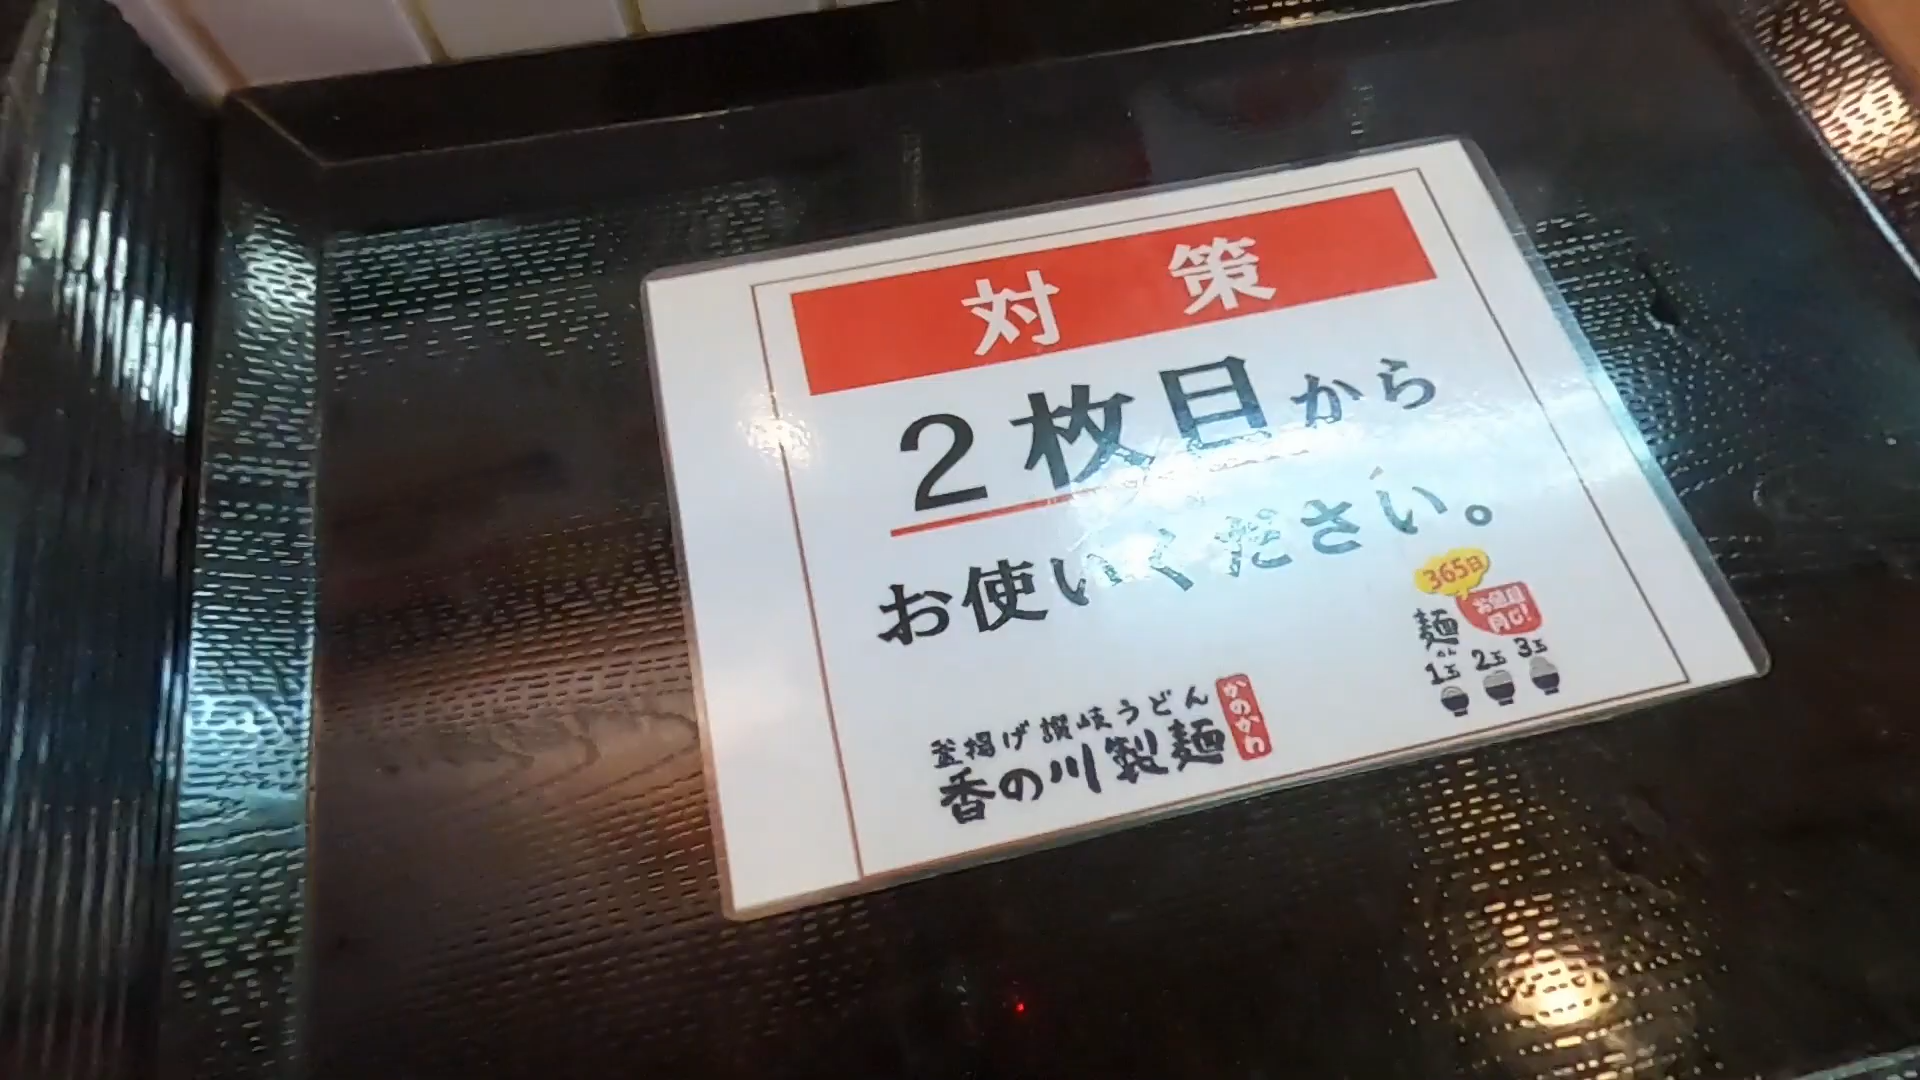 対策
2枚目から
お使いください。
365日
お値段
同じ!
麺
1玉 2玉 3玉
釜揚げ讃岐うどん
香の川製麺
かのかわ